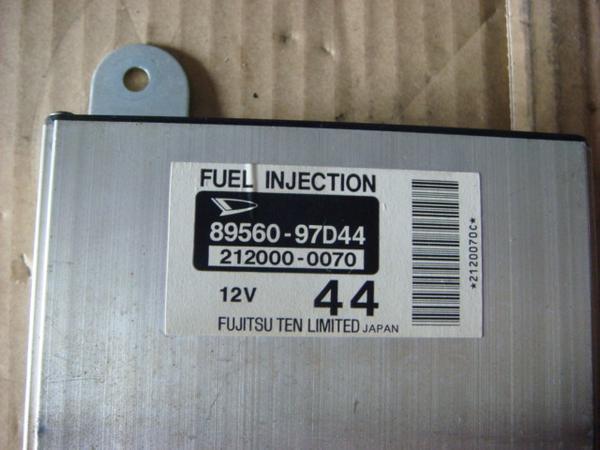 FUEL INJECTION
89560-97D44
212000-0070
12V 44
FUJITSU TEN LIMITED JAPAN
*2120070C*